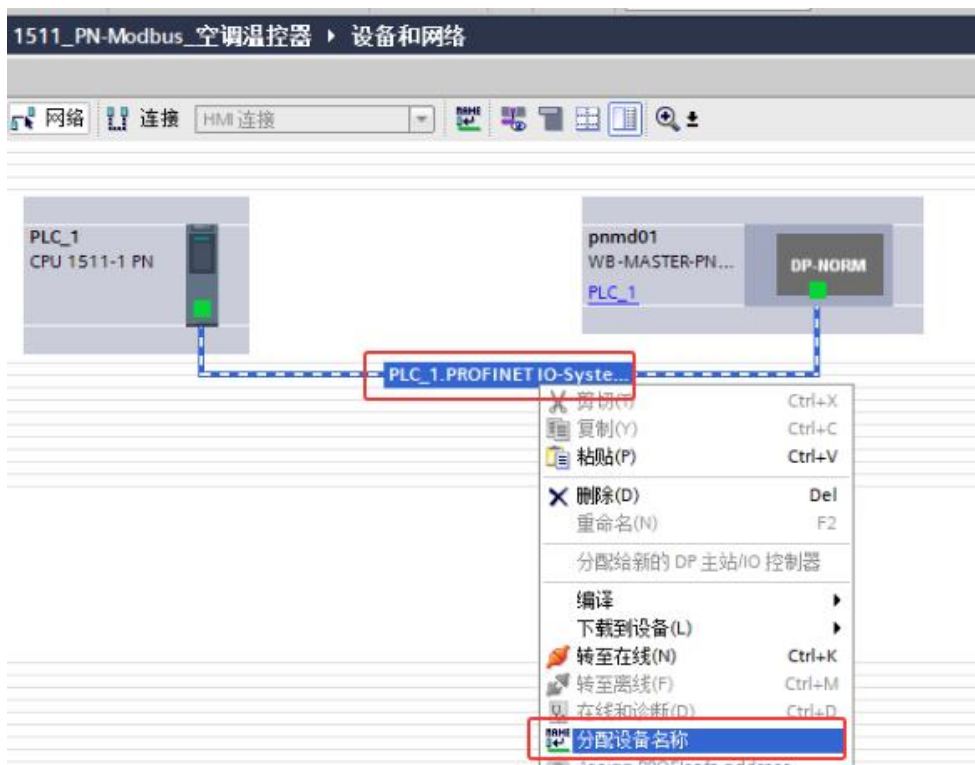 1511_PN-Modbus_空调温控器 ▸ 设备和网络
网络 连接 HMI 连接 NAME ±
PLC_1
CPU 1511-1 PN
pnmd01
WB-MASTER-PN...
PLC_1
DP-NORM
PLC_1.PROFINET IO-Syste...
剪切(T) Ctrl+X
复制(Y) Ctrl+C
粘贴(P) Ctrl+V
删除(D) Del
重命名(N) F2
分配给新的 DP 主站/IO 控制器
编译
下载到设备(L)
转至在线(N) Ctrl+K
转至离线(F) Ctrl+M
在线和诊断(D) Ctrl+D
NAME 分配设备名称
Assign PROFIsafe address